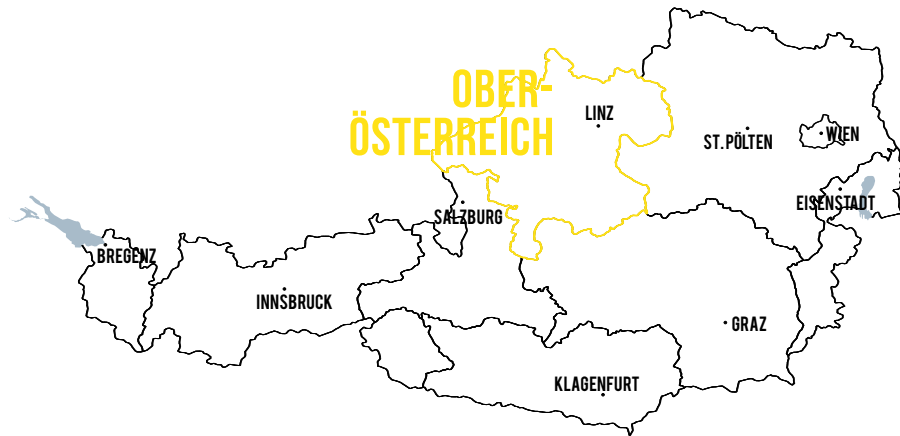 OBER-
ÖSTERREICH
LINZ
ST. PÖLTEN
WIEN
EISENSTADT
SALZBURG
BREGENZ
INNSBRUCK
GRAZ
KLAGENFURT